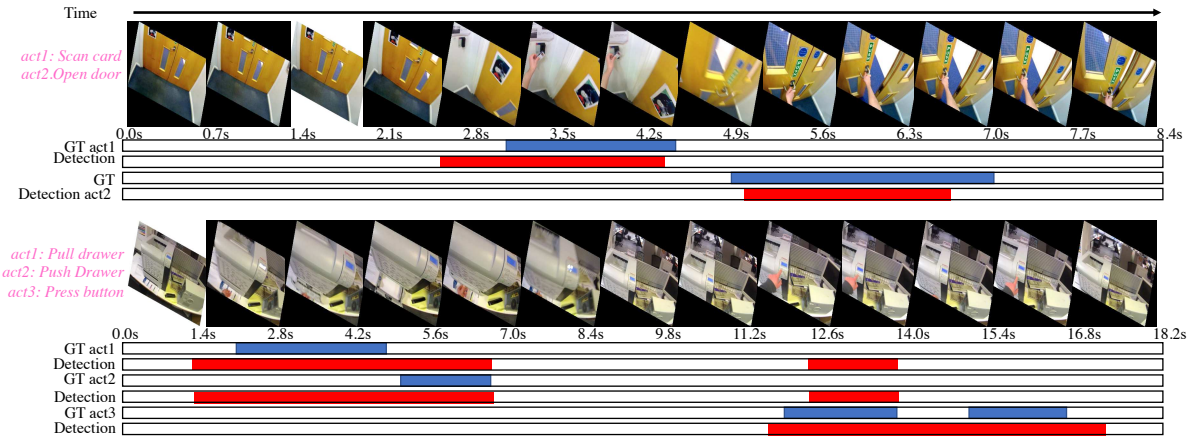 Time
act1: Scan card
act2.Open door
0.0s 0.7s 1.4s 2.1s 2.8s 3.5s 4.2s 4.9s 5.6s 6.3s 7.0s 7.7s 8.4s
GT act1
Detection
GT
Detection act2
act1: Pull drawer
act2: Push Drawer
act3: Press button
0.0s 1.4s 2.8s 4.2s 5.6s 7.0s 8.4s 9.8s 11.2s 12.6s 14.0s 15.4s 16.8s 18.2s
GT act1
Detection
GT act2
Detection
GT act3
Detection